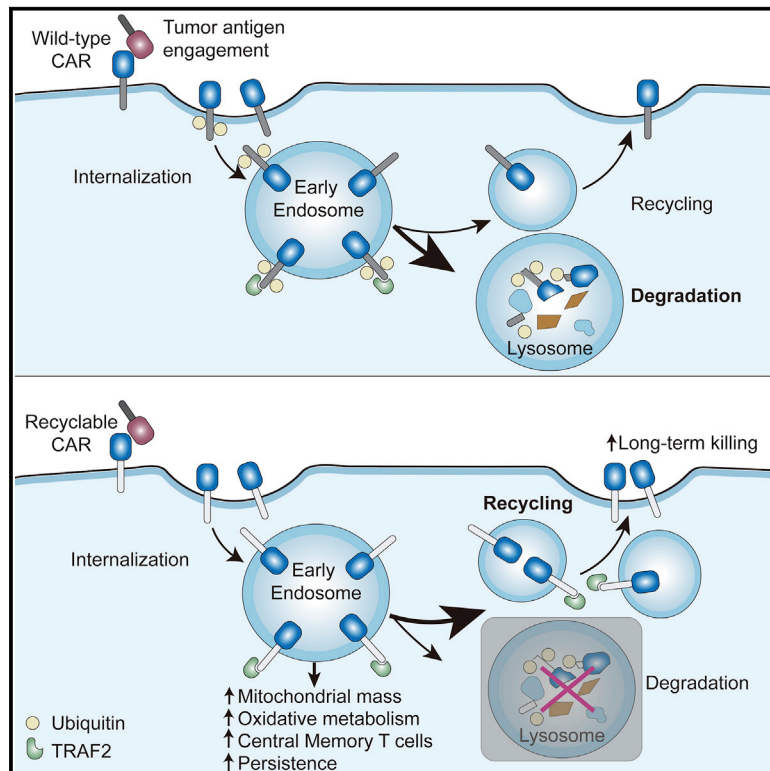 Wild-type
CAR
Tumor antigen
engagement
Internalization
Early
Endosome
Recycling
Degradation
Lysosome
Recyclable
CAR
↑Long-term killing
Recycling
Internalization
Early
Endosome
Degradation
Lysosome
↑Mitochondrial mass
↑Oxidative metabolism
↑Central Memory T cells
↑Persistence
Ubiquitin
TRAF2